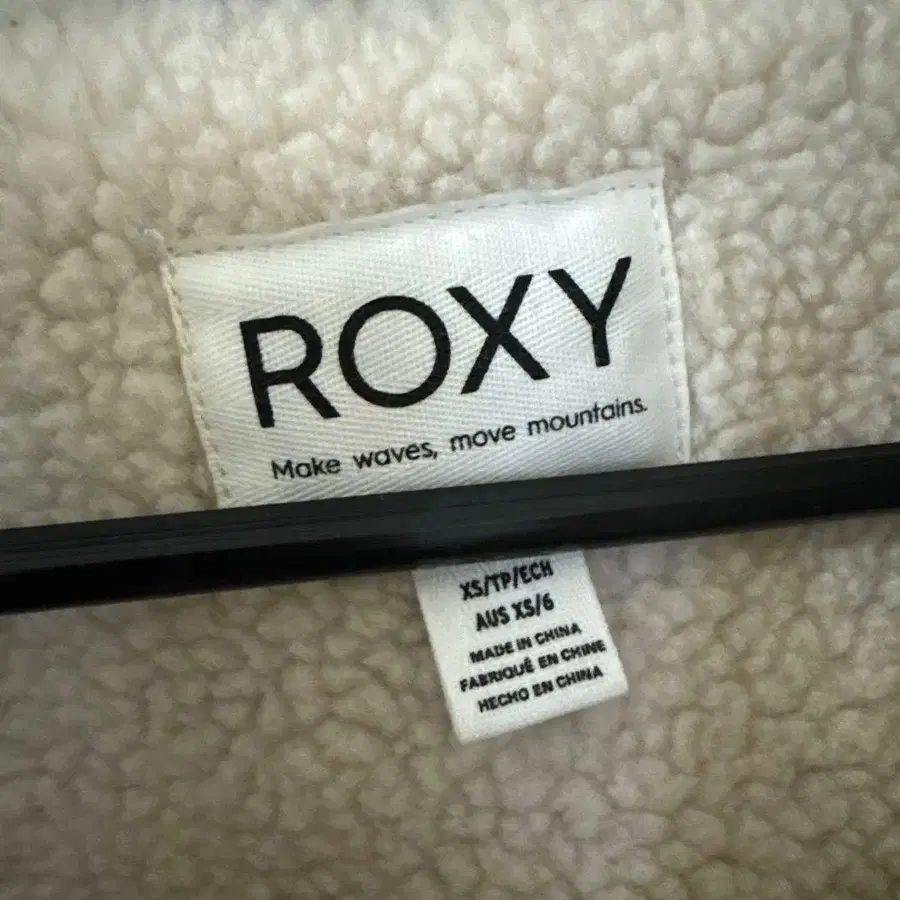 ROXY
Make waves, move mountains.
XS/TP/ECH
AUS XS/6
MADE IN CHINA
FABRIQUÉ EN CHINE
HECHO EN CHINA